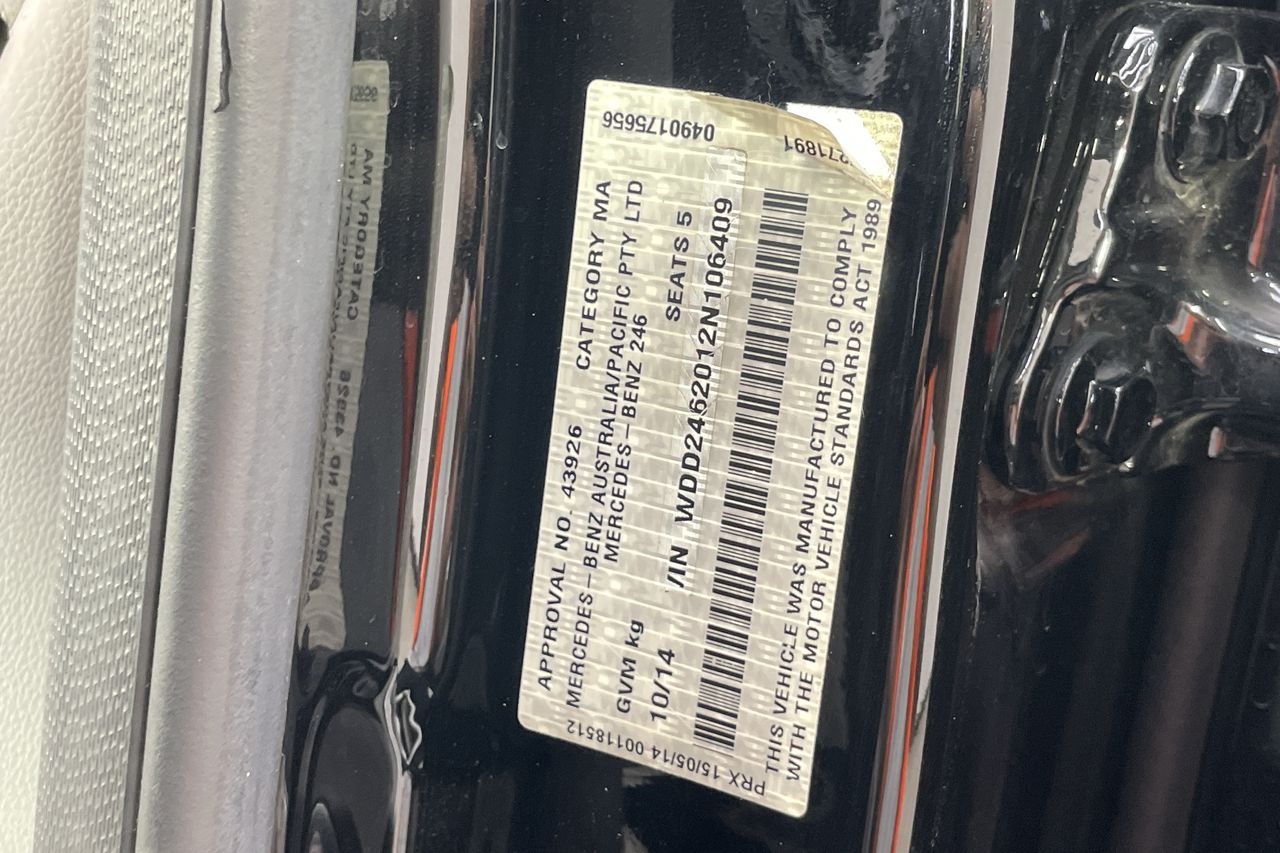 APPROVAL NO. 43926 CATEGORY MA
MERCEDES-BENZ AUSTRALIA/PACIFIC PTY LTD
MERCEDES-BENZ 246
GVM kg SEATS 5
10/14 VIN WDD2462012N106409
THIS VEHICLE WAS MANUFACTURED TO COMPLY
WITH THE MOTOR VEHICLE STANDARDS ACT 1989
0490175656
271891
PRX 15/05/14 00118512